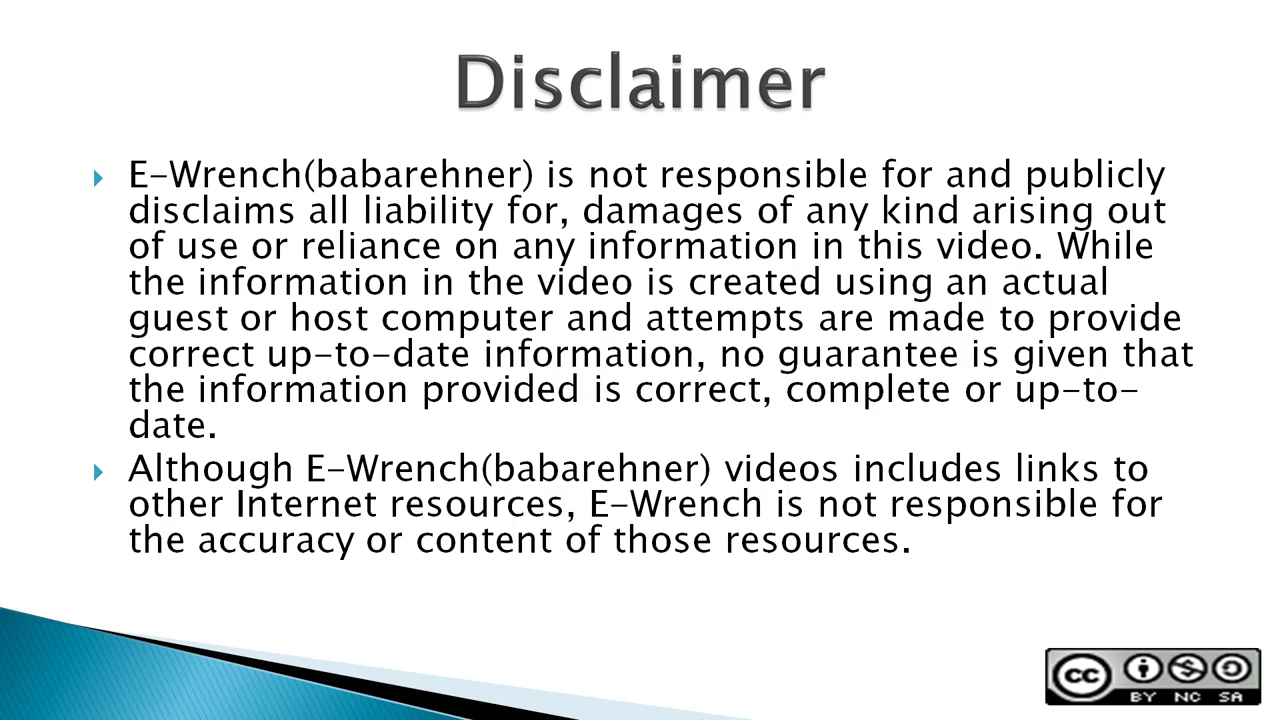 Disclaimer
E-Wrench(babarehner) is not responsible for and publicly
disclaims all liability for, damages of any kind arising out
of use or reliance on any information in this video. While
the information in the video is created using an actual
guest or host computer and attempts are made to provide
correct up-to-date information, no guarantee is given that
the information provided is correct, complete or up-to-
date.
Although E-Wrench(babarehner) videos includes links to
other Internet resources, E-Wrench is not responsible for
the accuracy or content of those resources.
cc
BY NC SA